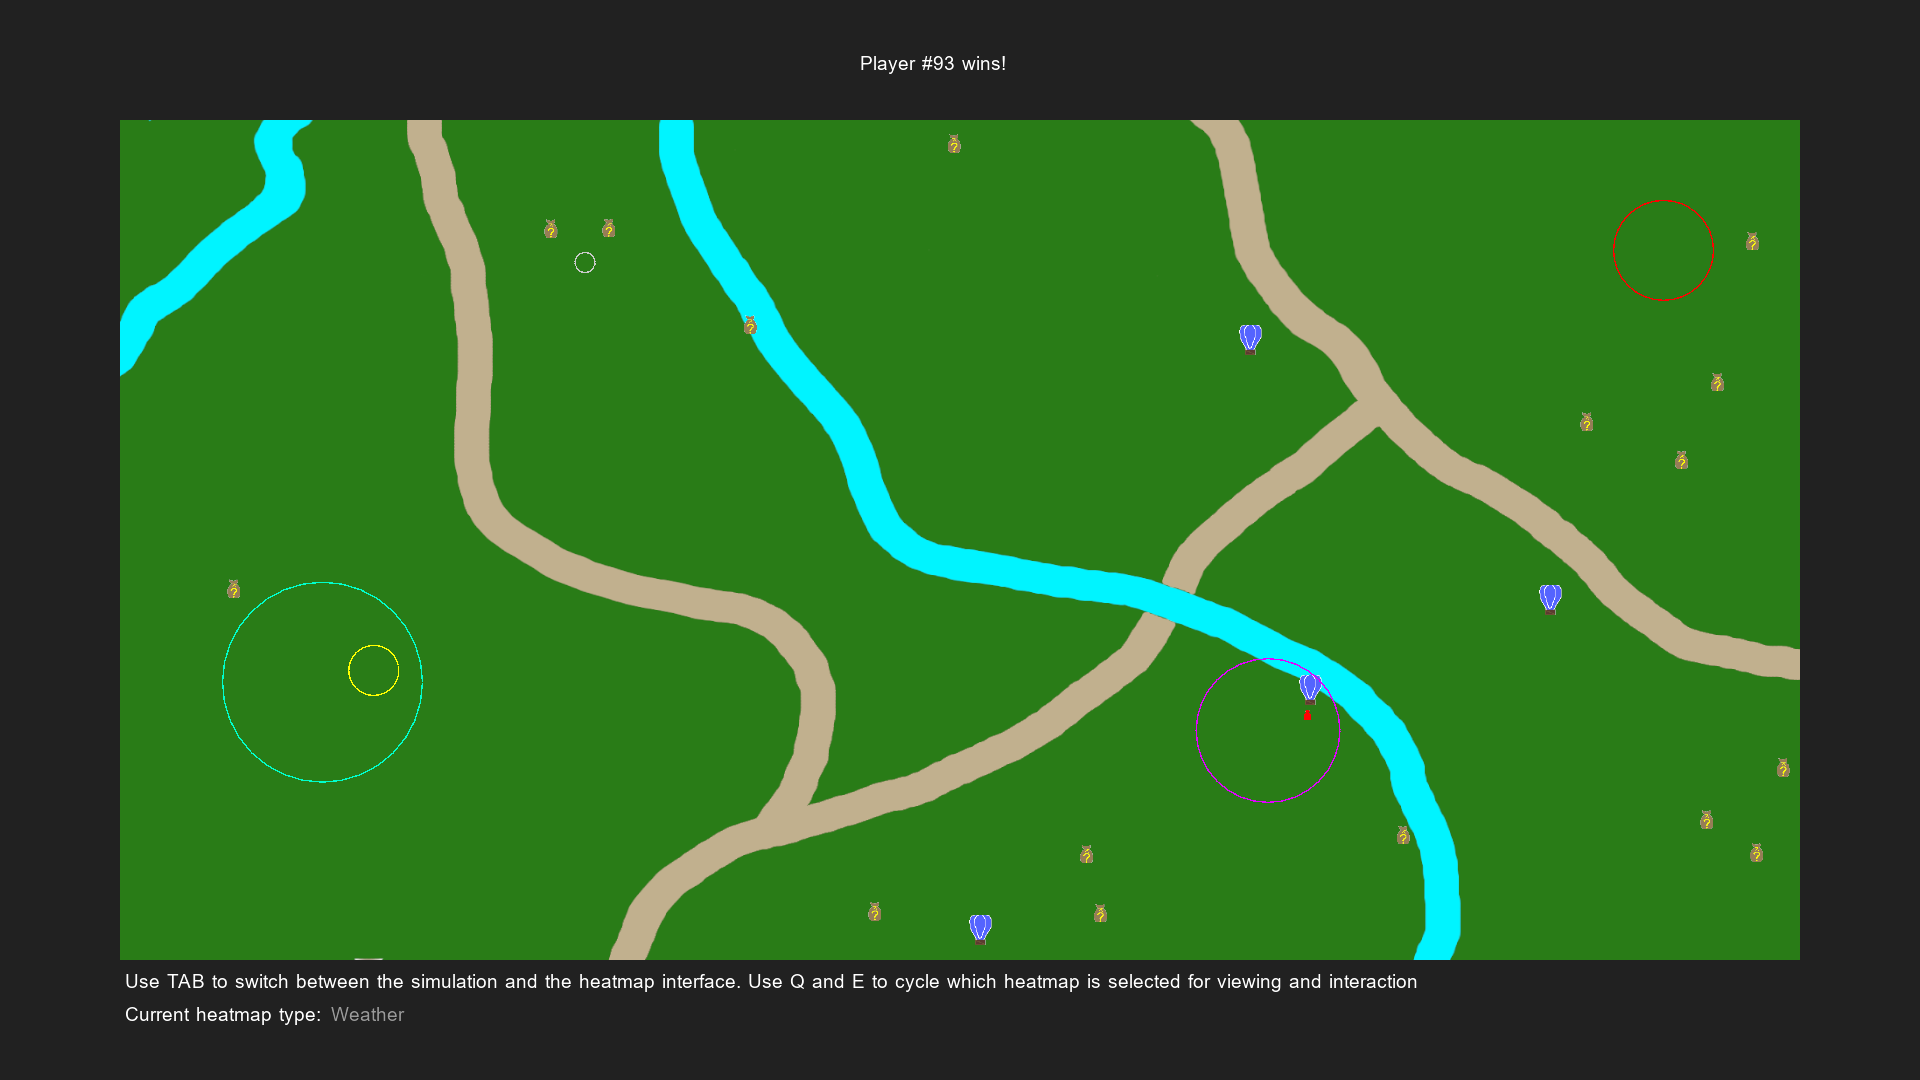 Player #93 wins!
Use TAB to switch between the simulation and the heatmap interface. Use Q and E to cycle which heatmap is selected for viewing and interaction
Current heatmap type: Weather